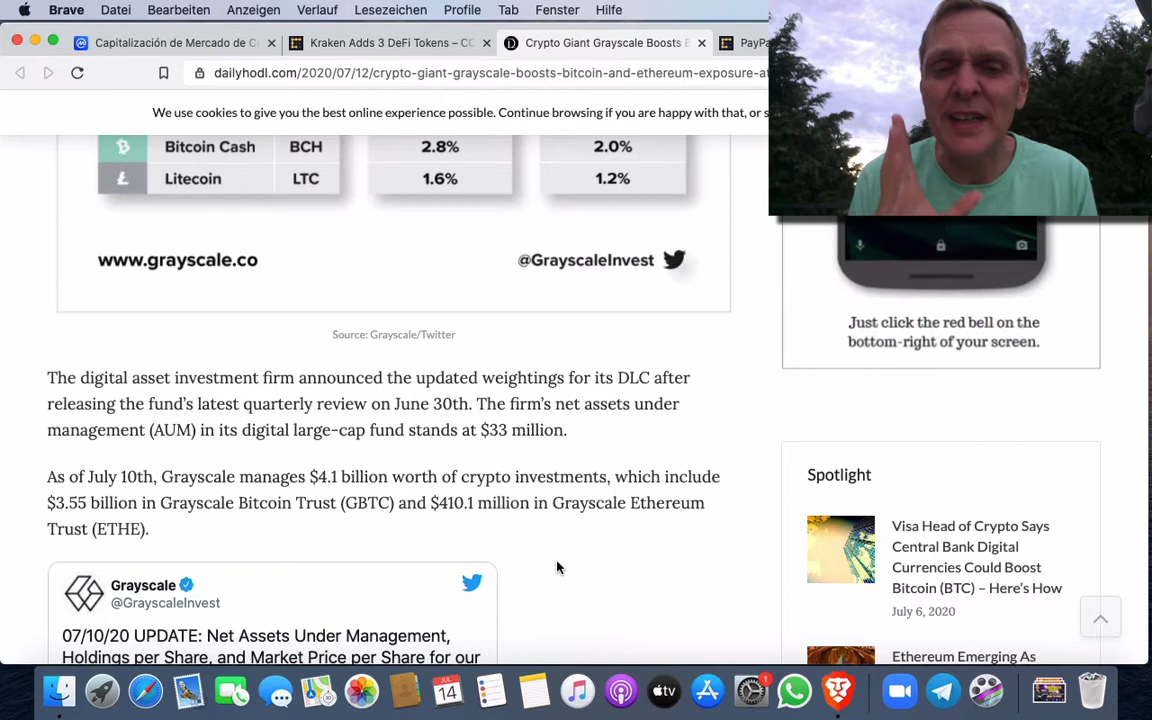 Brave Datei Bearbeiten Anzeigen Verlauf Lesezeichen Profile Tab Fenster Hilfe
Capitalización de Mercado de C
Kraken Adds 3 DeFi Tokens – CO
Crypto Giant Grayscale Boosts B
PayPa
dailyhodl.com/2020/07/12/crypto-giant-grayscale-boosts-bitcoin-and-ethereum-exposure-at
We use cookies to give you the best online experience possible. Continue browsing if you are happy with that, or s
Bitcoin Cash BCH 2.8% 2.0%
Litecoin LTC 1.6% 1.2%
www.grayscale.co @GrayscaleInvest
Source: Grayscale/Twitter
The digital asset investment firm announced the updated weightings for its DLC after
releasing the fund's latest quarterly review on June 30th. The firm's net assets under
management (AUM) in its digital large-cap fund stands at $33 million.
As of July 10th, Grayscale manages $4.1 billion worth of crypto investments, which include
$3.55 billion in Grayscale Bitcoin Trust (GBTC) and $410.1 million in Grayscale Ethereum
Trust (ETHE).
Grayscale
@GrayscaleInvest
07/10/20 UPDATE: Net Assets Under Management,
Holdings per Share, and Market Price per Share for our
Just click the red bell on the
bottom-right of your screen.
Spotlight
Visa Head of Crypto Says
Central Bank Digital
Currencies Could Boost
Bitcoin (BTC) – Here's How
July 6, 2020
Ethereum Emerging As
JUL
14
1
tv